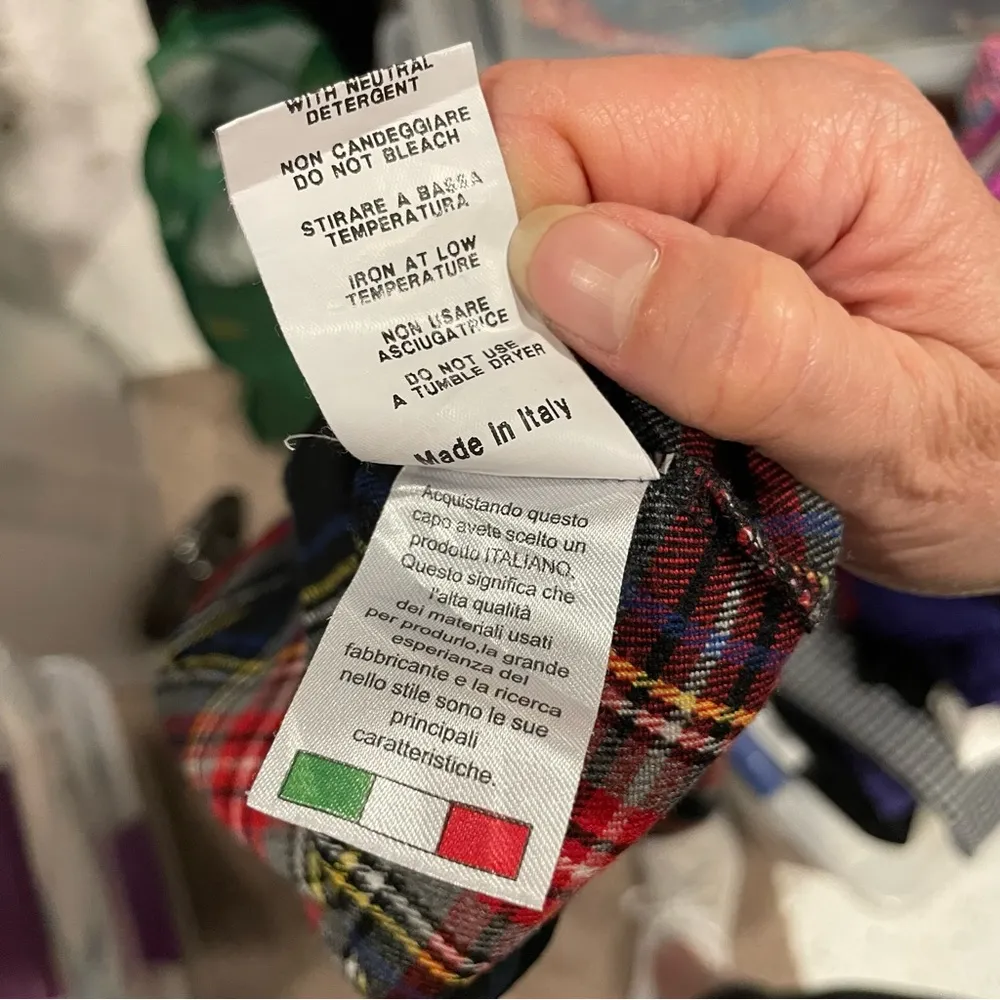 WITH NEUTRAL
DETERGENT
NON CANDEGGIARE
DO NOT BLEACH
STIRARE A BASSA
TEMPERATURA
IRON AT LOW
TEMPERATURE
NON USARE
ASCIUGATRICE
DO NOT USE
A TUMBLE DRYER
Made in Italy
Acquistando questo
capo avete scelto un
prodotto ITALIANO.
Questo significa che
l'alta qualità
dei materiali usati
per produrlo,la grande
esperienza del
fabbricante e la ricerca
nello stile sono le sue
principali
caratteristiche.